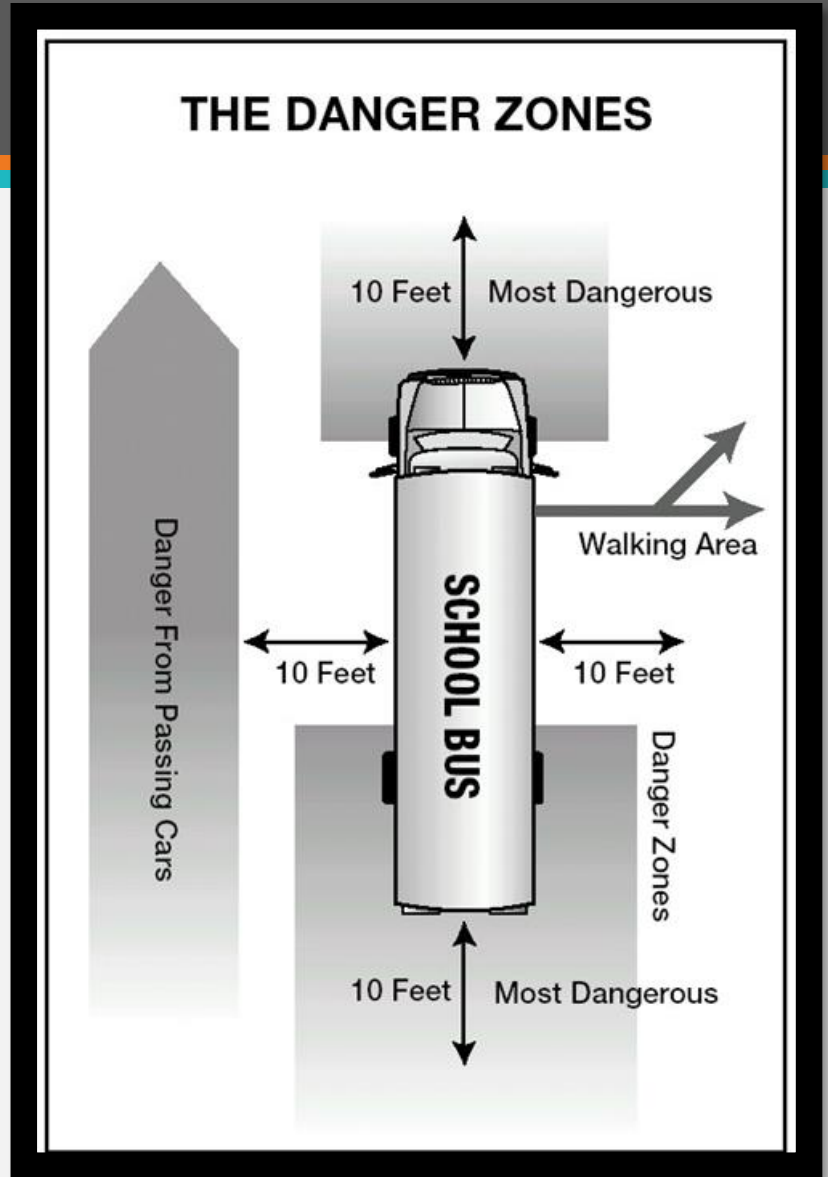 THE DANGER ZONES
10 Feet
Most Dangerous
Walking Area
Danger From Passing Cars
SCHOOL BUS
10 Feet
10 Feet
Danger Zones
10 Feet
Most Dangerous